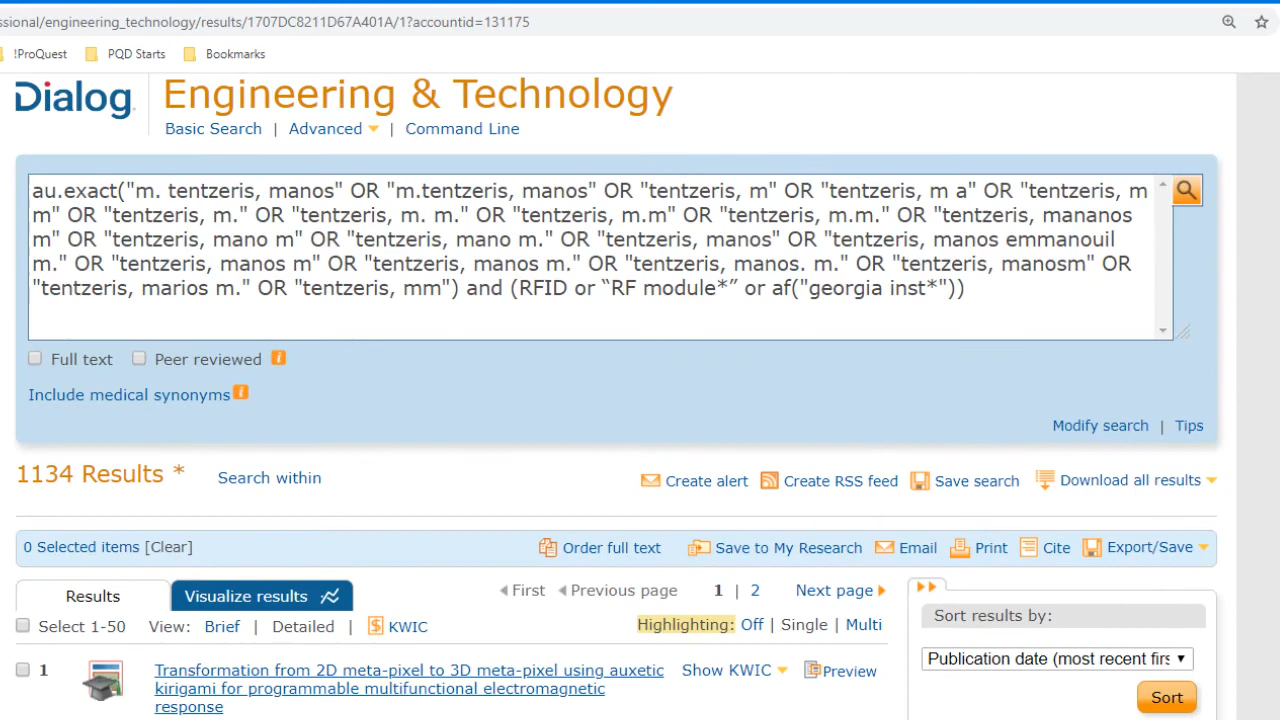 ssional/engineering_technology/results/1707DC8211D67A401A/1?accountid=131175
!ProQuest PQD Starts Bookmarks
Dialog
Engineering & Technology
Basic Search | Advanced | Command Line
au.exact("m. tentzeris, manos" OR "m.tentzeris, manos" OR "tentzeris, m" OR "tentzeris, m a" OR "tentzeris, m
m" OR "tentzeris, m." OR "tentzeris, m. m." OR "tentzeris, m.m" OR "tentzeris, m.m." OR "tentzeris, mananos
m" OR "tentzeris, mano m" OR "tentzeris, mano m." OR "tentzeris, manos" OR "tentzeris, manos emmanouil
m." OR "tentzeris, manos m" OR "tentzeris, manos m." OR "tentzeris, manos. m." OR "tentzeris, manosm" OR
"tentzeris, marios m." OR "tentzeris, mm") and (RFID or “RF module*” or af("georgia inst*"))
Full text Peer reviewed i
Include medical synonyms i
Modify search | Tips
1134 Results * Search within
Create alert Create RSS feed Save search Download all results
0 Selected items [Clear] Order full text Save to My Research Email Print Cite Export/Save
Results Visualize results First Previous page 1 | 2 Next page
Sort results by:
Select 1-50 View: Brief | Detailed | $ KWIC Highlighting: Off | Single | Multi
Publication date (most recent firs
1 Transformation from 2D meta-pixel to 3D meta-pixel using auxetic Show KWIC Preview
kirigami for programmable multifunctional electromagnetic
response
Sort